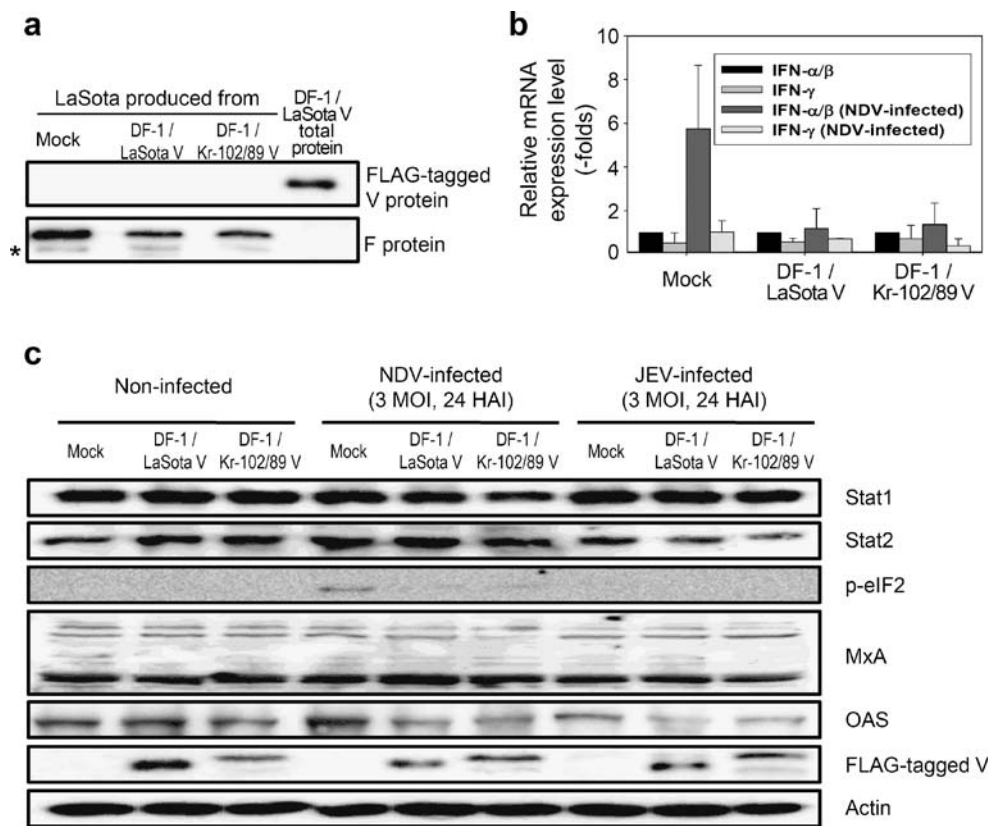 a
LaSota produced from
Mock
DF-1 /
LaSota V
DF-1 /
Kr-102/89 V
DF-1 /
LaSota V
total
protein
FLAG-tagged
V protein
*
F protein
b
Relative mRNA
expression level
(-folds)
10
8
6
4
2
0
IFN-α/β
IFN-γ
IFN-α/β (NDV-infected)
IFN-γ (NDV-infected)
Mock
DF-1 /
LaSota V
DF-1 /
Kr-102/89 V
c
Non-infected
NDV-infected
(3 MOI, 24 HAI)
JEV-infected
(3 MOI, 24 HAI)
Mock
DF-1 /
LaSota V
DF-1 /
Kr-102/89 V
Mock
DF-1 /
LaSota V
DF-1 /
Kr-102/89 V
Mock
DF-1 /
LaSota V
DF-1 /
Kr-102/89 V
Stat1
Stat2
p-eIF2
MxA
OAS
FLAG-tagged V
Actin